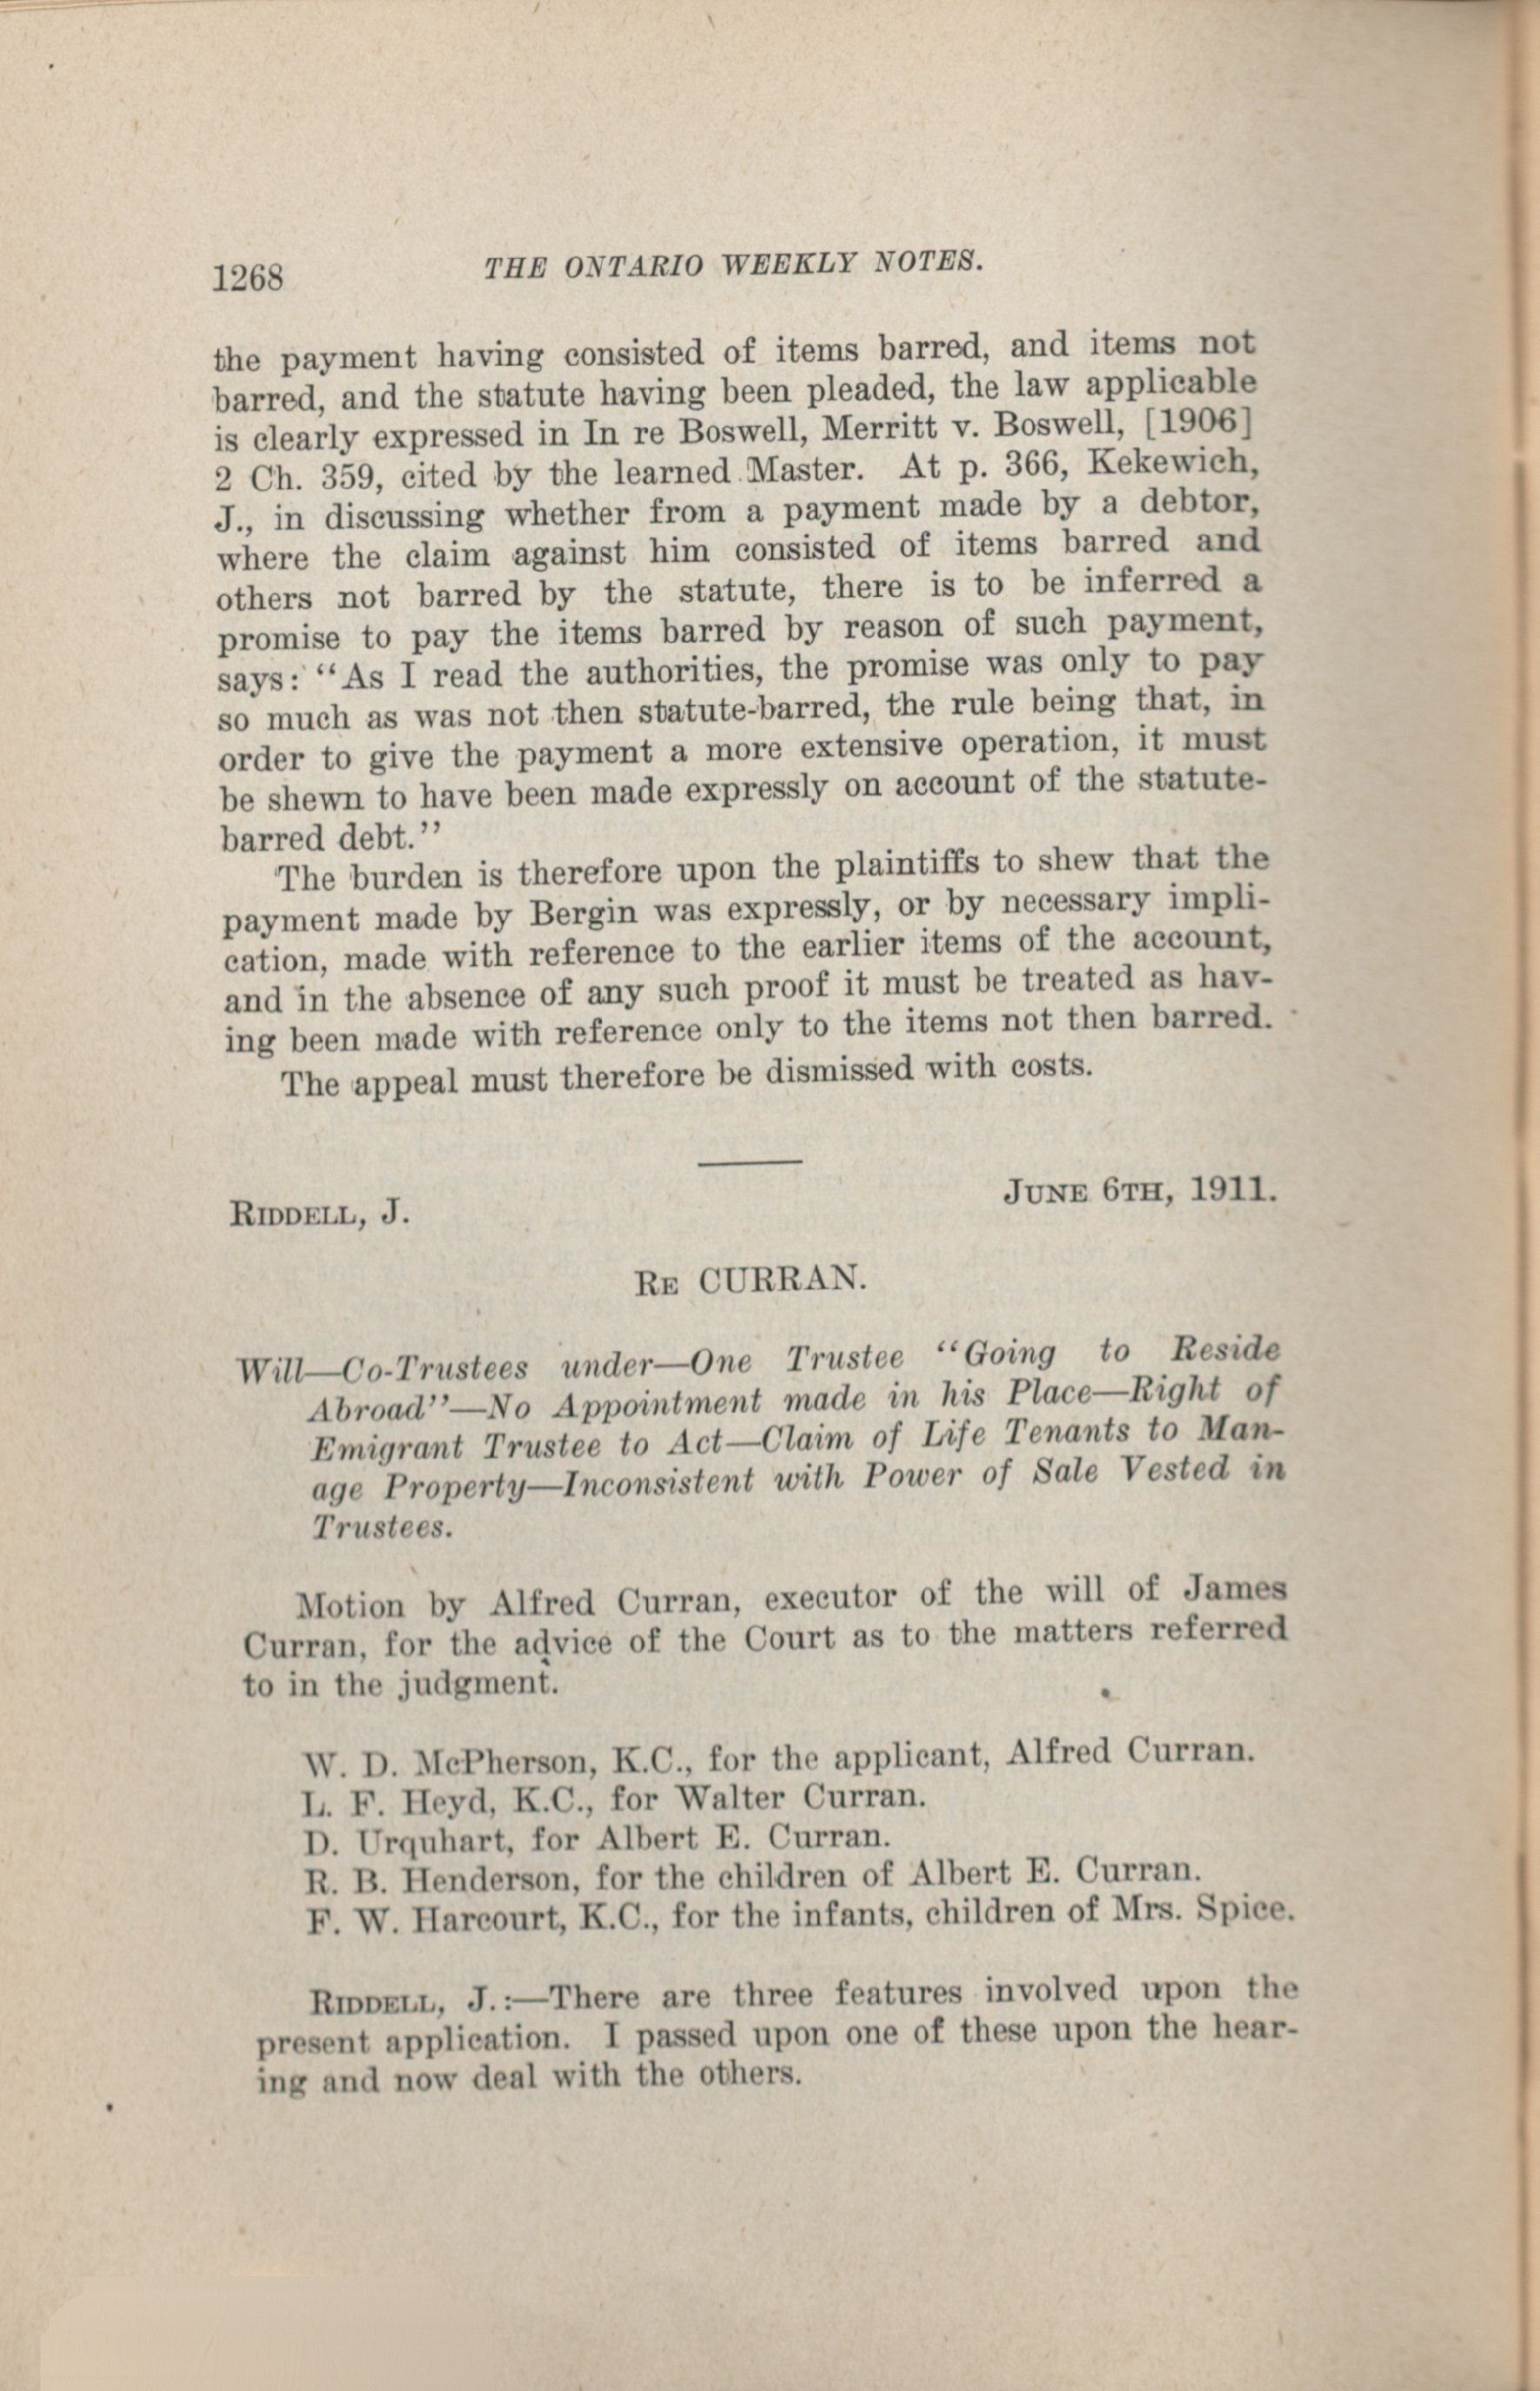 1268
THE ONTARIO WEEKLY NOTES.
the payment having consisted of items barred, and items not
barred, and the statute having been pleaded, the law applicable
is clearly expressed in In re Boswell, Merritt v. Boswell, [1906]
2 Ch. 359, cited by the learned Master. At p. 366, Kekewich,
J., in discussing whether from a payment made by a debtor,
where the claim against him consisted of items barred and
others not barred by the statute, there is to be inferred a
promise to pay the items barred by reason of such payment,
says: "As I read the authorities, the promise was only to pay
so much as was not then statute-barred, the rule being that, in
order to give the payment a more extensive operation, it must
be shewn to have been made expressly on account of the statute-
barred debt."
The burden is therefore upon the plaintiffs to shew that the
payment made by Bergin was expressly, or by necessary impli-
cation, made with reference to the earlier items of the account,
and in the absence of any such proof it must be treated as hav-
ing been made with reference only to the items not then barred.
The appeal must therefore be dismissed with costs.
RIDDELL, J.
JUNE 6TH, 1911.
RE CURRAN.
Will—Co-Trustees under—One Trustee "Going to Reside
Abroad"—No Appointment made in his Place—Right of
Emigrant Trustee to Act—Claim of Life Tenants to Man-
age Property—Inconsistent with Power of Sale Vested in
Trustees.
Motion by Alfred Curran, executor of the will of James
Curran, for the advice of the Court as to the matters referred
to in the judgment.
W. D. McPherson, K.C., for the applicant, Alfred Curran.
L. F. Heyd, K.C., for Walter Curran.
D. Urquhart, for Albert E. Curran.
R. B. Henderson, for the children of Albert E. Curran.
F. W. Harcourt, K.C., for the infants, children of Mrs. Spice.
RIDDELL, J.:—There are three features involved upon the
present application. I passed upon one of these upon the hear-
ing and now deal with the others.